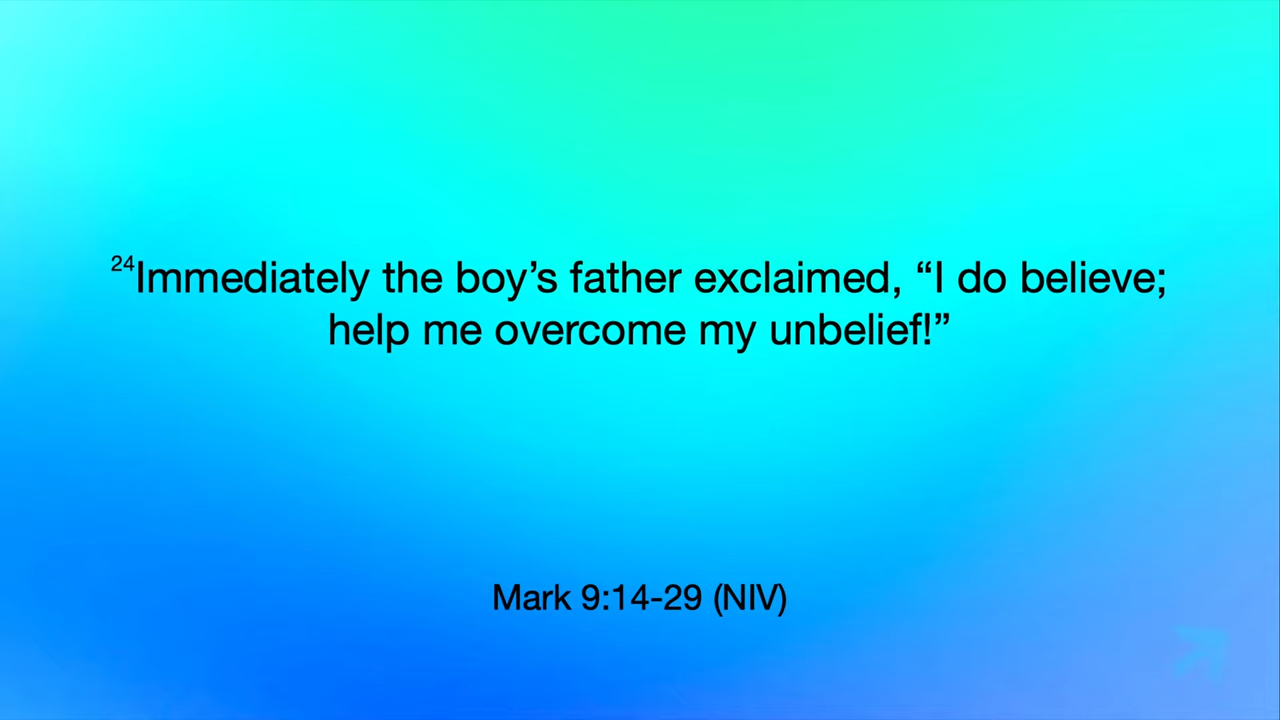 24Immediately the boy’s father exclaimed, “I do believe;
help me overcome my unbelief!”
Mark 9:14-29 (NIV)